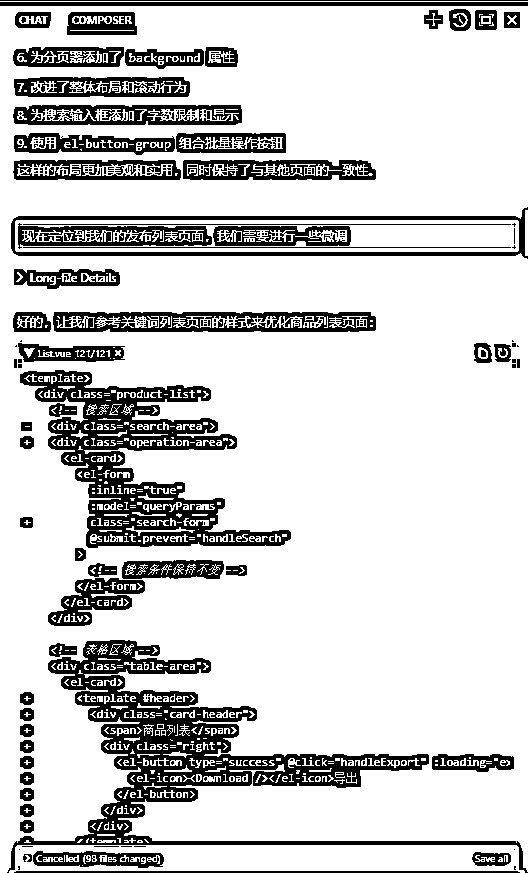 CHAT COMPOSER
6. 为分页器添加了 background 属性
7. 改进了整体布局和滚动行为
8. 为搜索输入框添加了字数限制和显示
9. 使用 el-button-group 组合批量操作按钮
这样的布局更加美观和实用，同时保持了与其他页面的一致性。
现在定位到我们的发布列表页面，我们需要进行一些微调
Long-file Details
好的，让我们参考关键词列表页面的样式来优化商品列表页面：
list.vue 121/121
<template>
<div class="product-list">
<!-- 搜索区域 -->
- <div class="search-area">
+ <div class="operation-area">
<el-card>
<el-form
:inline="true"
:model="queryParams"
+ class="search-form"
@submit.prevent="handleSearch"
>
<!-- 搜索条件保持不变 -->
</el-form>
</el-card>
</div>
<!-- 表格区域 -->
<div class="table-area">
<el-card>
+ <template #header>
+ <div class="card-header">
+ <span>商品列表</span>
+ <div class="right">
+ <el-button type="success" @click="handleExport" :loading="e
+ <el-icon><Download /></el-icon>导出
+ </el-button>
+ </div>
+ </div>
+ </template>
Cancelled (98 files changed) Save all